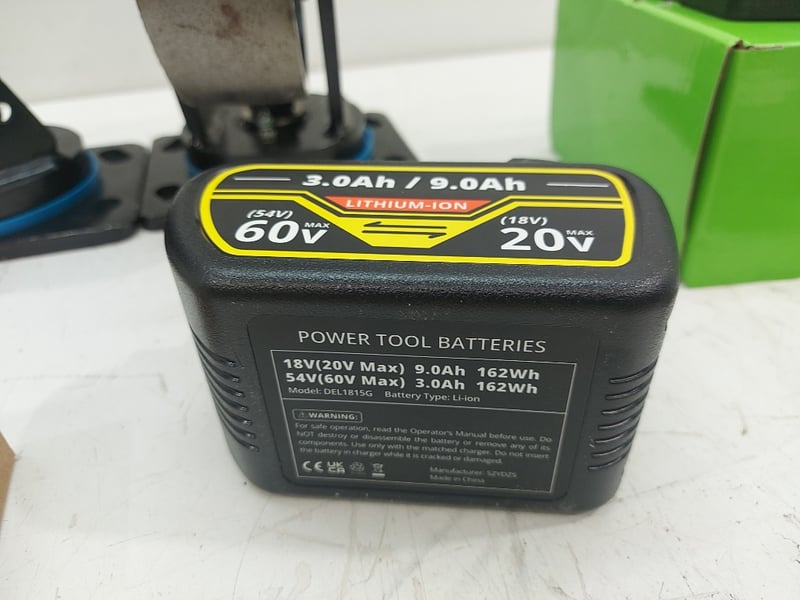 3.0Ah / 9.0Ah
LITHIUM-ION
(54V)
60V MAX
(18V)
20V MAX
POWER TOOL BATTERIES
18V(20V Max) 9.0Ah 162Wh
54V(60V Max) 3.0Ah 162Wh
Model: DEL1815G Battery Type: Li-ion
WARNING:
For safe operation, read the Operator's Manual before use. Do
NOT destroy or disassemble the battery or remove any of its
components. Use only with the matched charger. Do not insert
the battery in charger while it is cracked or damaged.
CE UK CA
Manufacturer: SZYDZS
Made in China